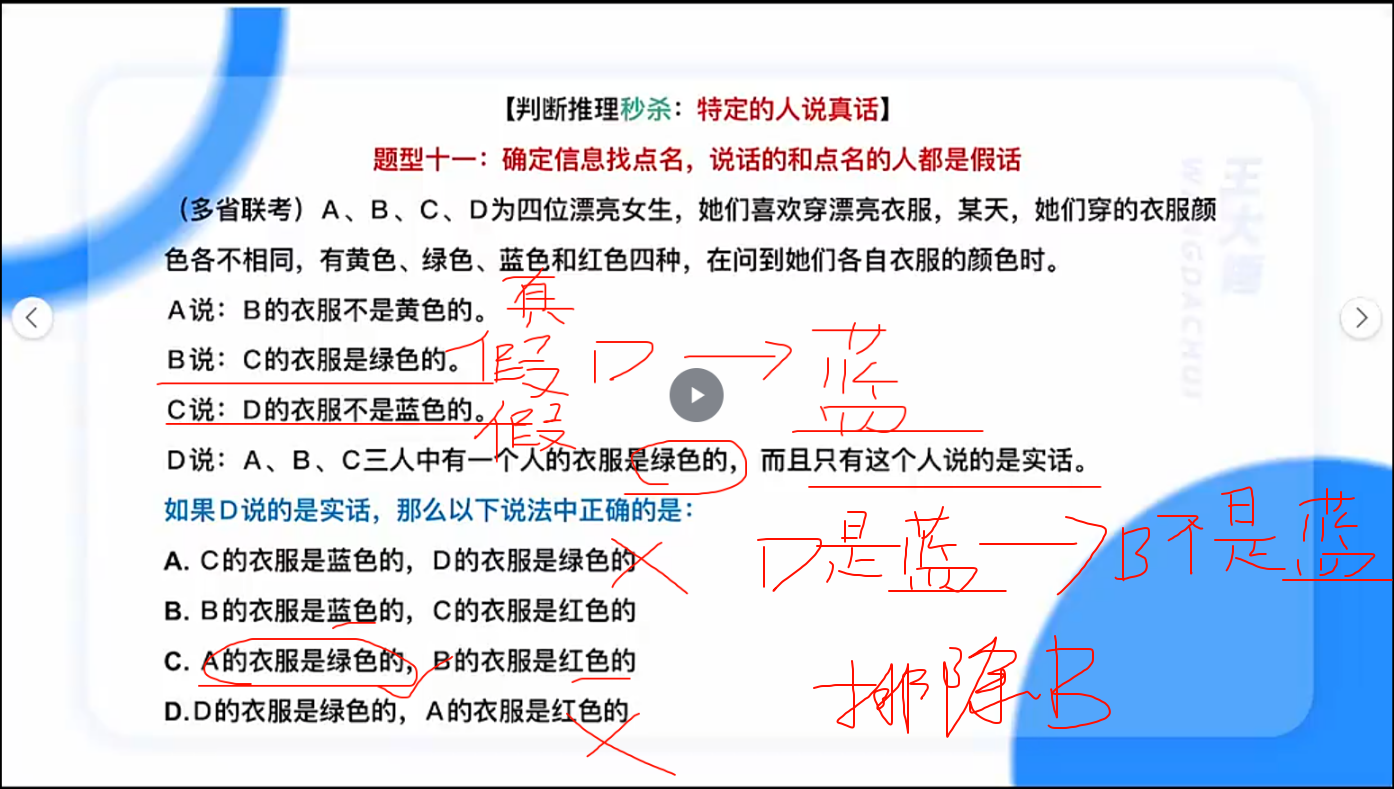 【判断推理秒杀：特定的人说真话】
题型十一：确定信息找点名，说话的和点名的人都是假话
（多省联考）A、B、C、D为四位漂亮女生，她们喜欢穿漂亮衣服，某天，她们穿的衣服颜
色各不相同，有黄色、绿色、蓝色和红色四种，在问到她们各自衣服的颜色时。
A说：B的衣服不是黄色的。 真
B说：C的衣服是绿色的。 假 D → 蓝
C说：D的衣服不是蓝色的。 假
D说：A、B、C三人中有一个人的衣服是绿色的， 而且只有这个人说的是实话。
如果D说的是实话，那么以下说法中正确的是：
D是蓝 → B不是蓝
A. C的衣服是蓝色的，D的衣服是绿色的
B. B的衣服是蓝色的，C的衣服是红色的
C. A的衣服是绿色的，B的衣服是红色的
排除B
D.D的衣服是绿色的，A的衣服是红色的
王大锤
WANGDACHUI